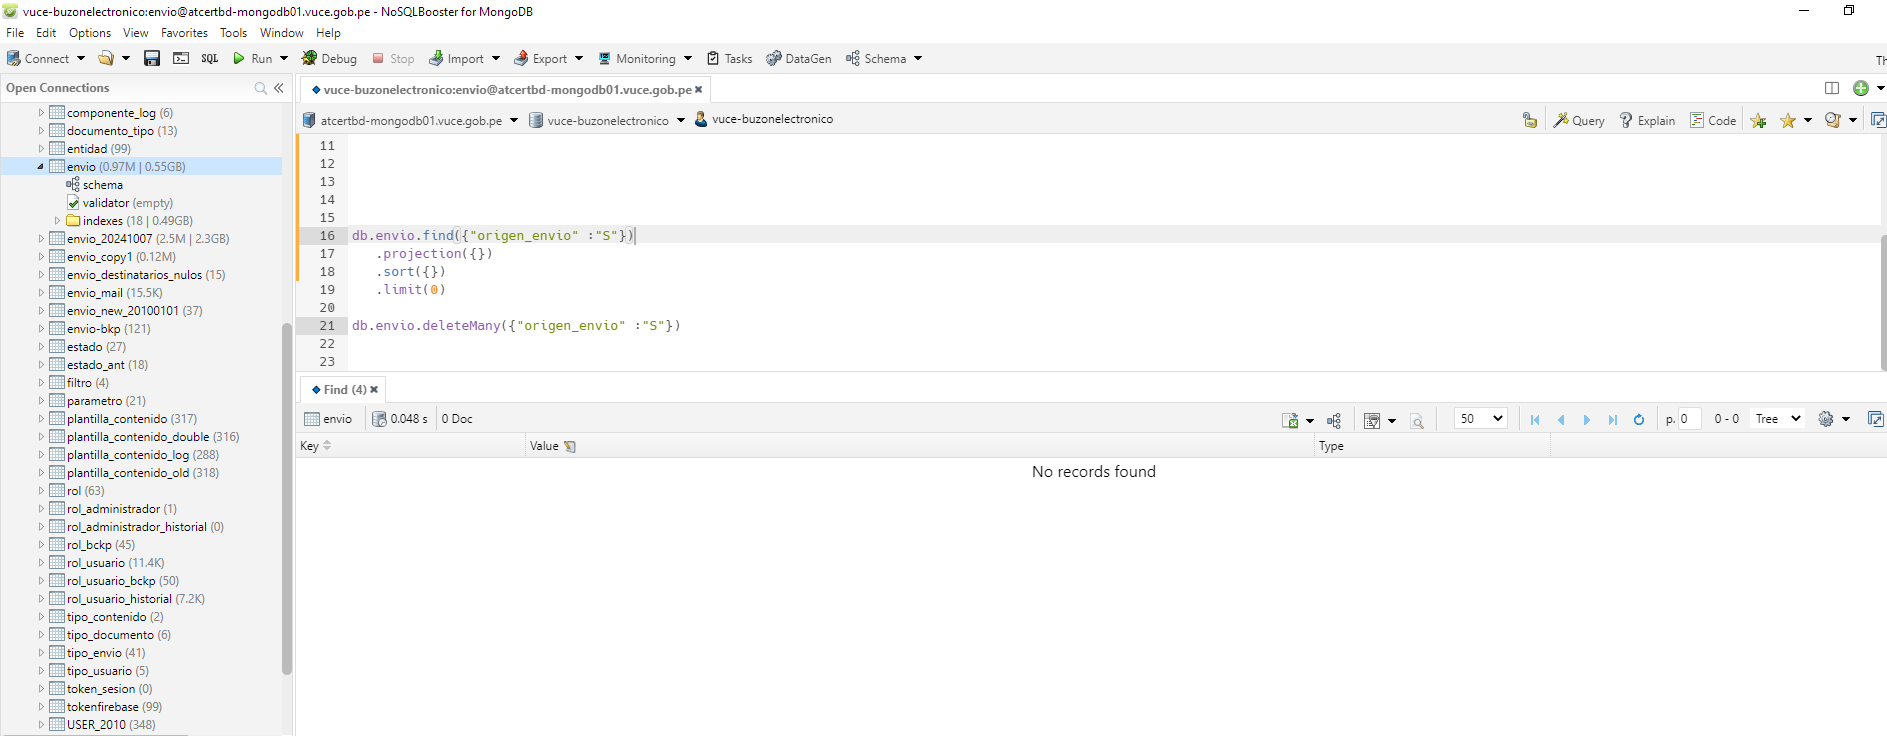 vuce-buzonelectronico:envio@atcertbd-mongodb01.vuce.gob.pe - NoSQLBooster for MongoDB
File Edit Options View Favorites Tools Window Help
Connect SQL Run Debug Stop Import Export Monitoring Tasks DataGen Schema Th
Open Connections
componente_log (6)
documento_tipo (13)
entidad (99)
envio (0.97M | 0.55GB)
schema
validator (empty)
indexes (18 | 0.49GB)
envio_20241007 (2.5M | 2.3GB)
envio_copy1 (0.12M)
envio_destinatarios_nulos (15)
envio_mail (15.5K)
envio_new_20100101 (37)
envio-bkp (121)
estado (27)
estado_ant (18)
filtro (4)
parametro (21)
plantilla_contenido (317)
plantilla_contenido_double (316)
plantilla_contenido_log (288)
plantilla_contenido_old (318)
rol (63)
rol_administrador (1)
rol_administrador_historial (0)
rol_bckp (45)
rol_usuario (11.4K)
rol_usuario_bckp (50)
rol_usuario_historial (7.2K)
tipo_contenido (2)
tipo_documento (6)
tipo_envio (41)
tipo_usuario (5)
token_sesion (0)
tokenfirebase (99)
USER_2010 (348)
vuce-buzonelectronico:envio@atcertbd-mongodb01.vuce.gob.pe
atcertbd-mongodb01.vuce.gob.pe vuce-buzonelectronico vuce-buzonelectronico Query Explain Code
11
12
13
14
15
16 db.envio.find({"origen_envio" :"S"})
17 .projection({})
18 .sort({})
19 .limit(0)
20
21 db.envio.deleteMany({"origen_envio" :"S"})
22
23
Find (4)
envio 0.048 s 0 Doc 50 p. 0 0 - 0 Tree
Key Value Type
No records found